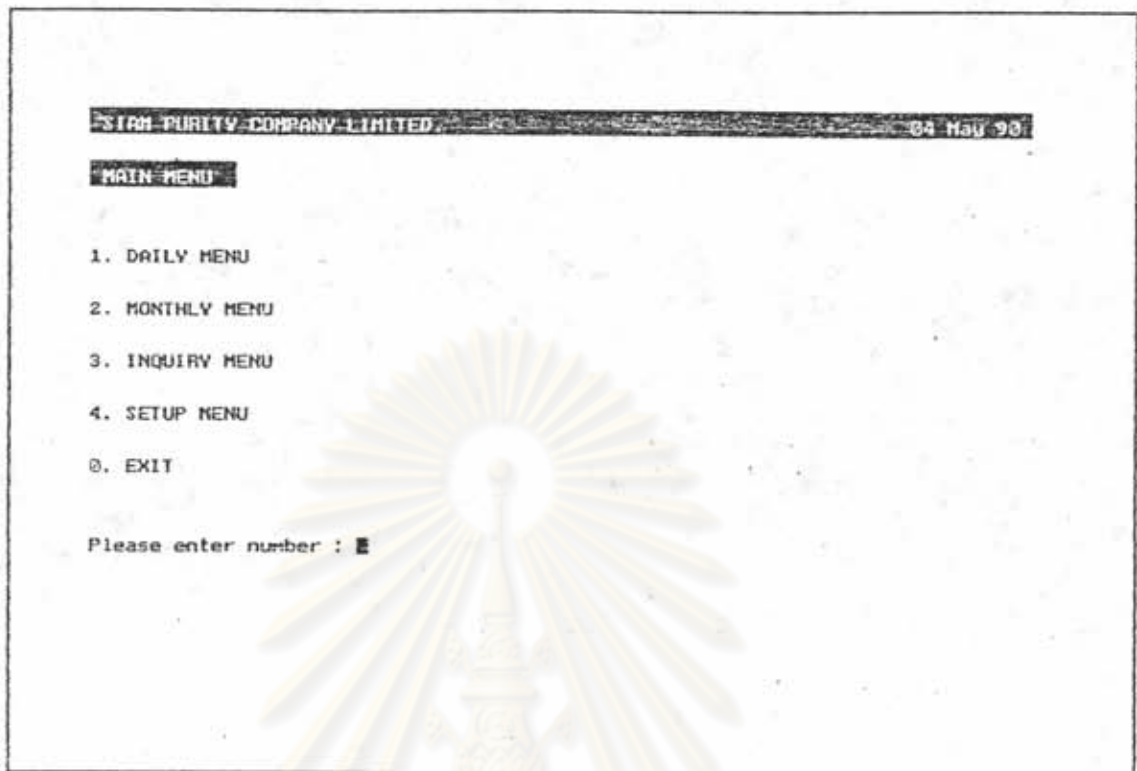 SIAM PURITY COMPANY LIMITED. 04 May 90
MAIN MENU
1. DAILY MENU
2. MONTHLY MENU
3. INQUIRY MENU
4. SETUP MENU
0. EXIT
Please enter number :